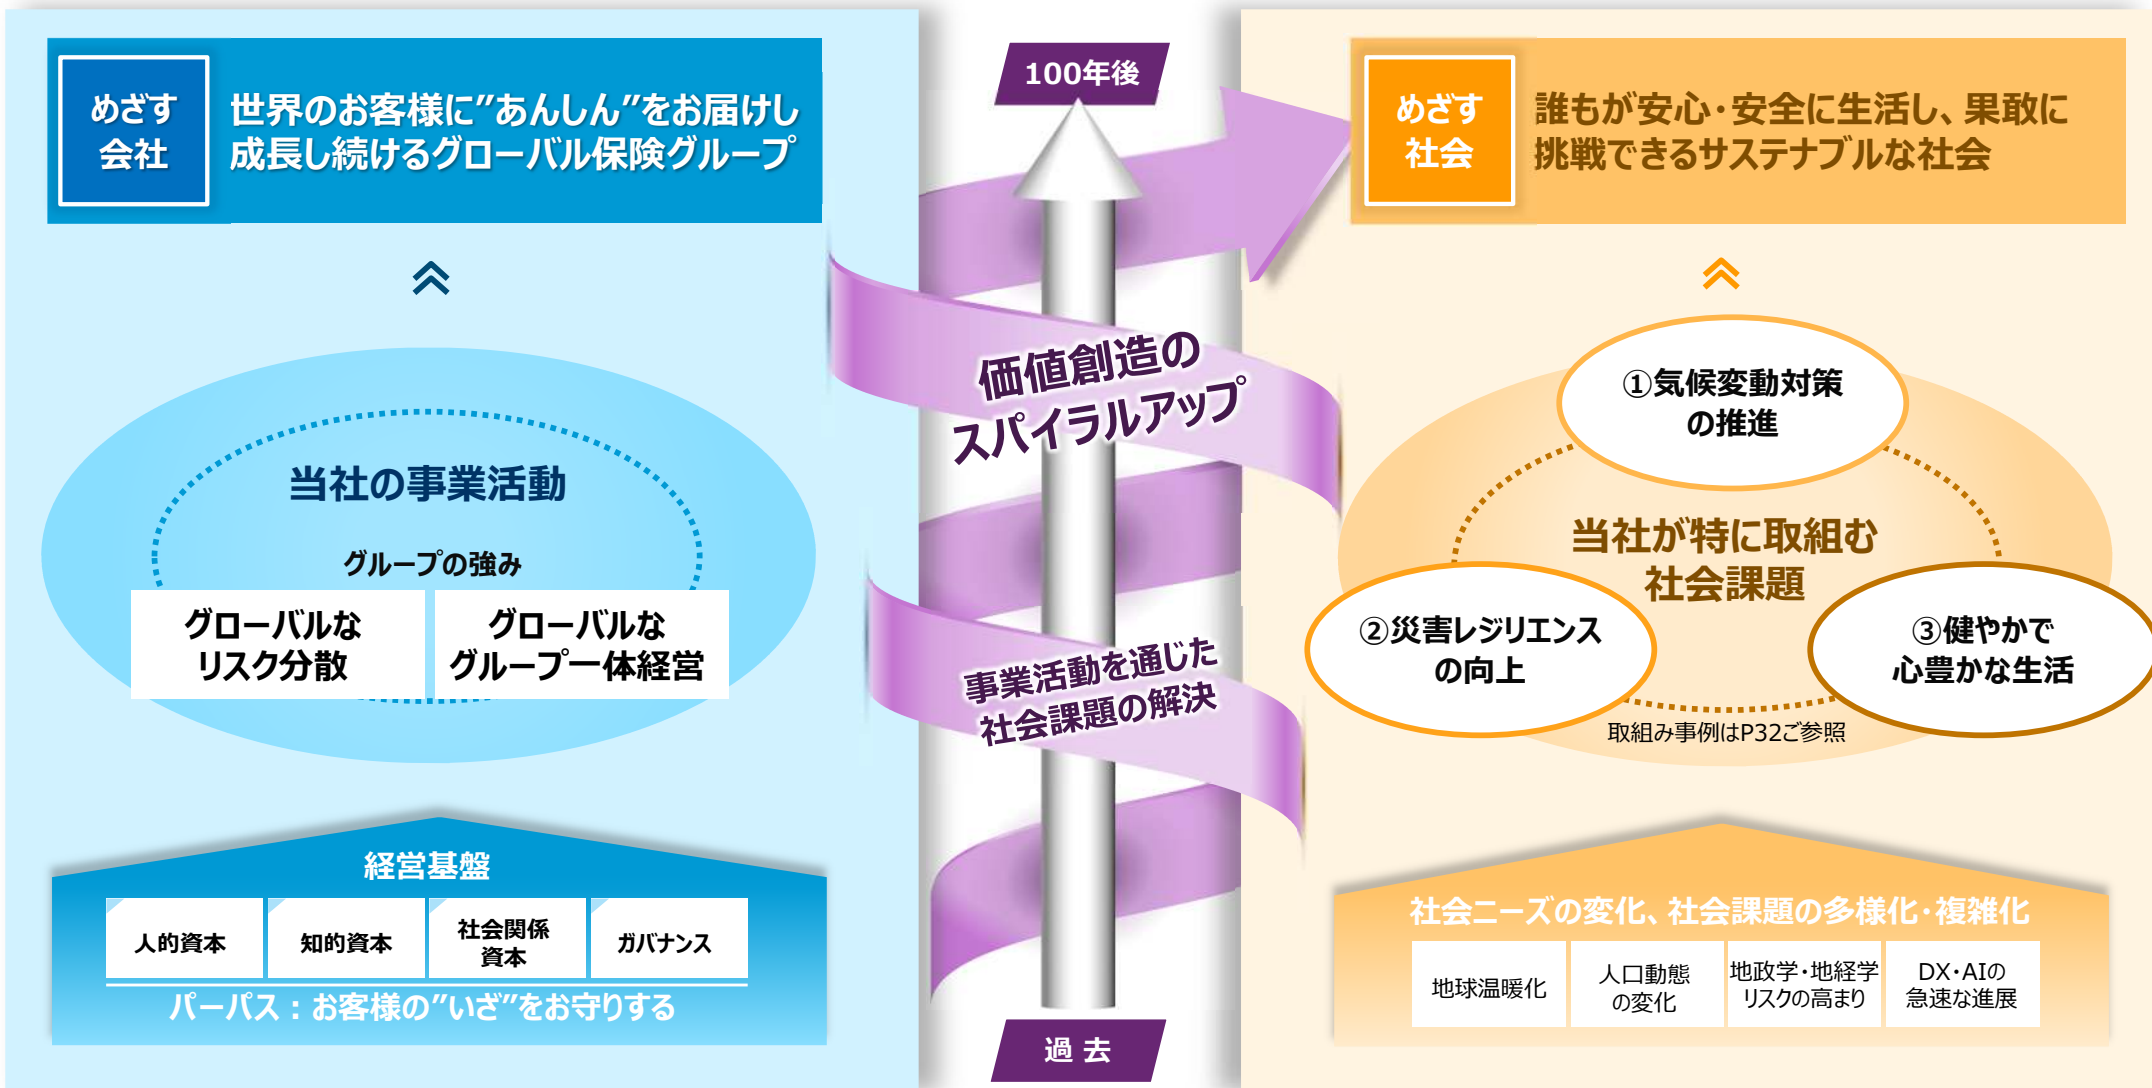 めざす
会社
世界のお客様に”あんしん”をお届けし
成長し続けるグローバル保険グループ
当社の事業活動
グループの強み
グローバルな
リスク分散
グローバルな
グループ一体経営
経営基盤
人的資本
知的資本
社会関係
資本
ガバナンス
パーパス：お客様の”いざ”をお守りする
100年後
価値創造の
スパイラルアップ
事業活動を通じた
社会課題の解決
過 去
めざす
社会
誰もが安心・安全に生活し、果敢に
挑戦できるサステナブルな社会
①気候変動対策
の推進
当社が特に取組む
社会課題
②災害レジリエンス
の向上
③健やかで
心豊かな生活
取組み事例はP32ご参照
社会ニーズの変化、社会課題の多様化・複雑化
地球温暖化
人口動態
の変化
地政学・地経学
リスクの高まり
DX・AIの
急速な進展